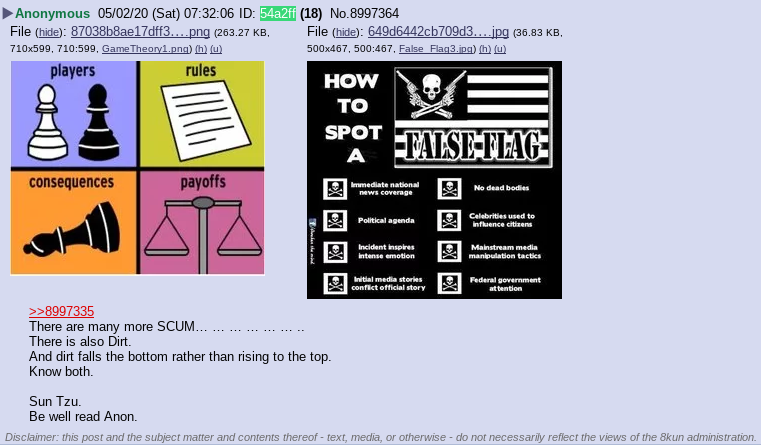 Anonymous 05/02/20 (Sat) 07:32:06 ID: 54a2ff (18) No.8997364
File (hide): 87038b8ae17dff3….png (263.27 KB, 710x599, 710:599, GameTheory1.png) (h) (u)
File (hide): 649d6442cb709d3….jpg (36.83 KB, 500x467, 500:467, False_Flag3.jpg) (h) (u)
players
rules
consequences
payoffs
HOW
TO
SPOT
A
FALSE-FLAG
Immediate national
news coverage
No dead bodies
Political agenda
Celebrities used to
influence citizens
Incident inspires
intense emotion
Mainstream media
manipulation tactics
Initial media stories
conflict official story
Federal government
attention
>>8997335
There are many more SCUM… … … … … … ..
There is also Dirt.
And dirt falls the bottom rather than rising to the top.
Know both.
Sun Tzu.
Be well read Anon.
Disclaimer: this post and the subject matter and contents thereof - text, media, or otherwise - do not necessarily reflect the views of the 8kun administration.